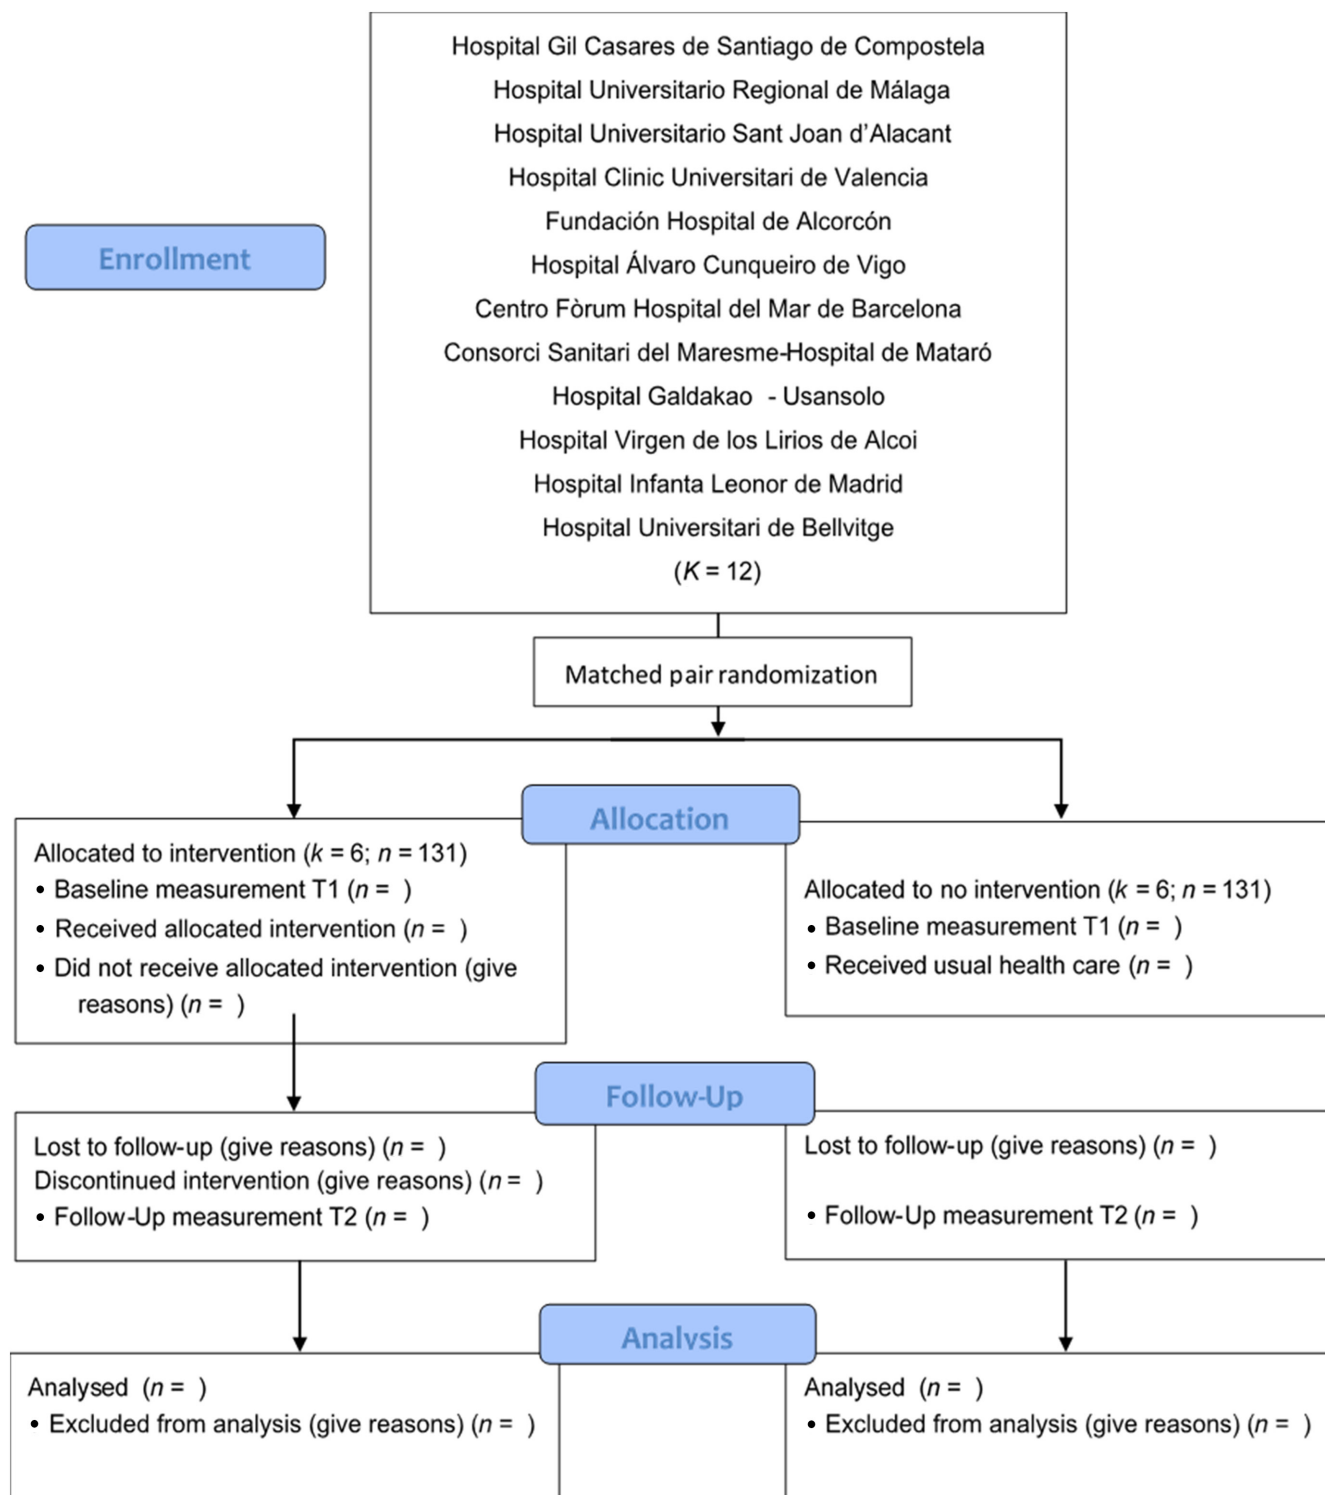 Hospital Gil Casares de Santiago de Compostela
Hospital Universitario Regional de Málaga
Hospital Universitario Sant Joan d’Alacant
Hospital Clinic Universitari de Valencia
Fundación Hospital de Alcorcón
Hospital Álvaro Cunqueiro de Vigo
Centro Fòrum Hospital del Mar de Barcelona
Consorci Sanitari del Maresme-Hospital de Mataró
Hospital Galdakao - Usansolo
Hospital Virgen de los Lirios de Alcoi
Hospital Infanta Leonor de Madrid
Hospital Universitari de Bellvitge
(K = 12)
Enrollment
Matched pair randomization
Allocation
Allocated to intervention (k = 6; n = 131)
• Baseline measurement T1 (n = )
• Received allocated intervention (n = )
• Did not receive allocated intervention (give
reasons) (n = )
Allocated to no intervention (k = 6; n = 131)
• Baseline measurement T1 (n = )
• Received usual health care (n = )
Follow-Up
Lost to follow-up (give reasons) (n = )
Discontinued intervention (give reasons) (n = )
• Follow-Up measurement T2 (n = )
Lost to follow-up (give reasons) (n = )
• Follow-Up measurement T2 (n = )
Analysis
Analysed (n = )
• Excluded from analysis (give reasons) (n = )
Analysed (n = )
• Excluded from analysis (give reasons) (n = )